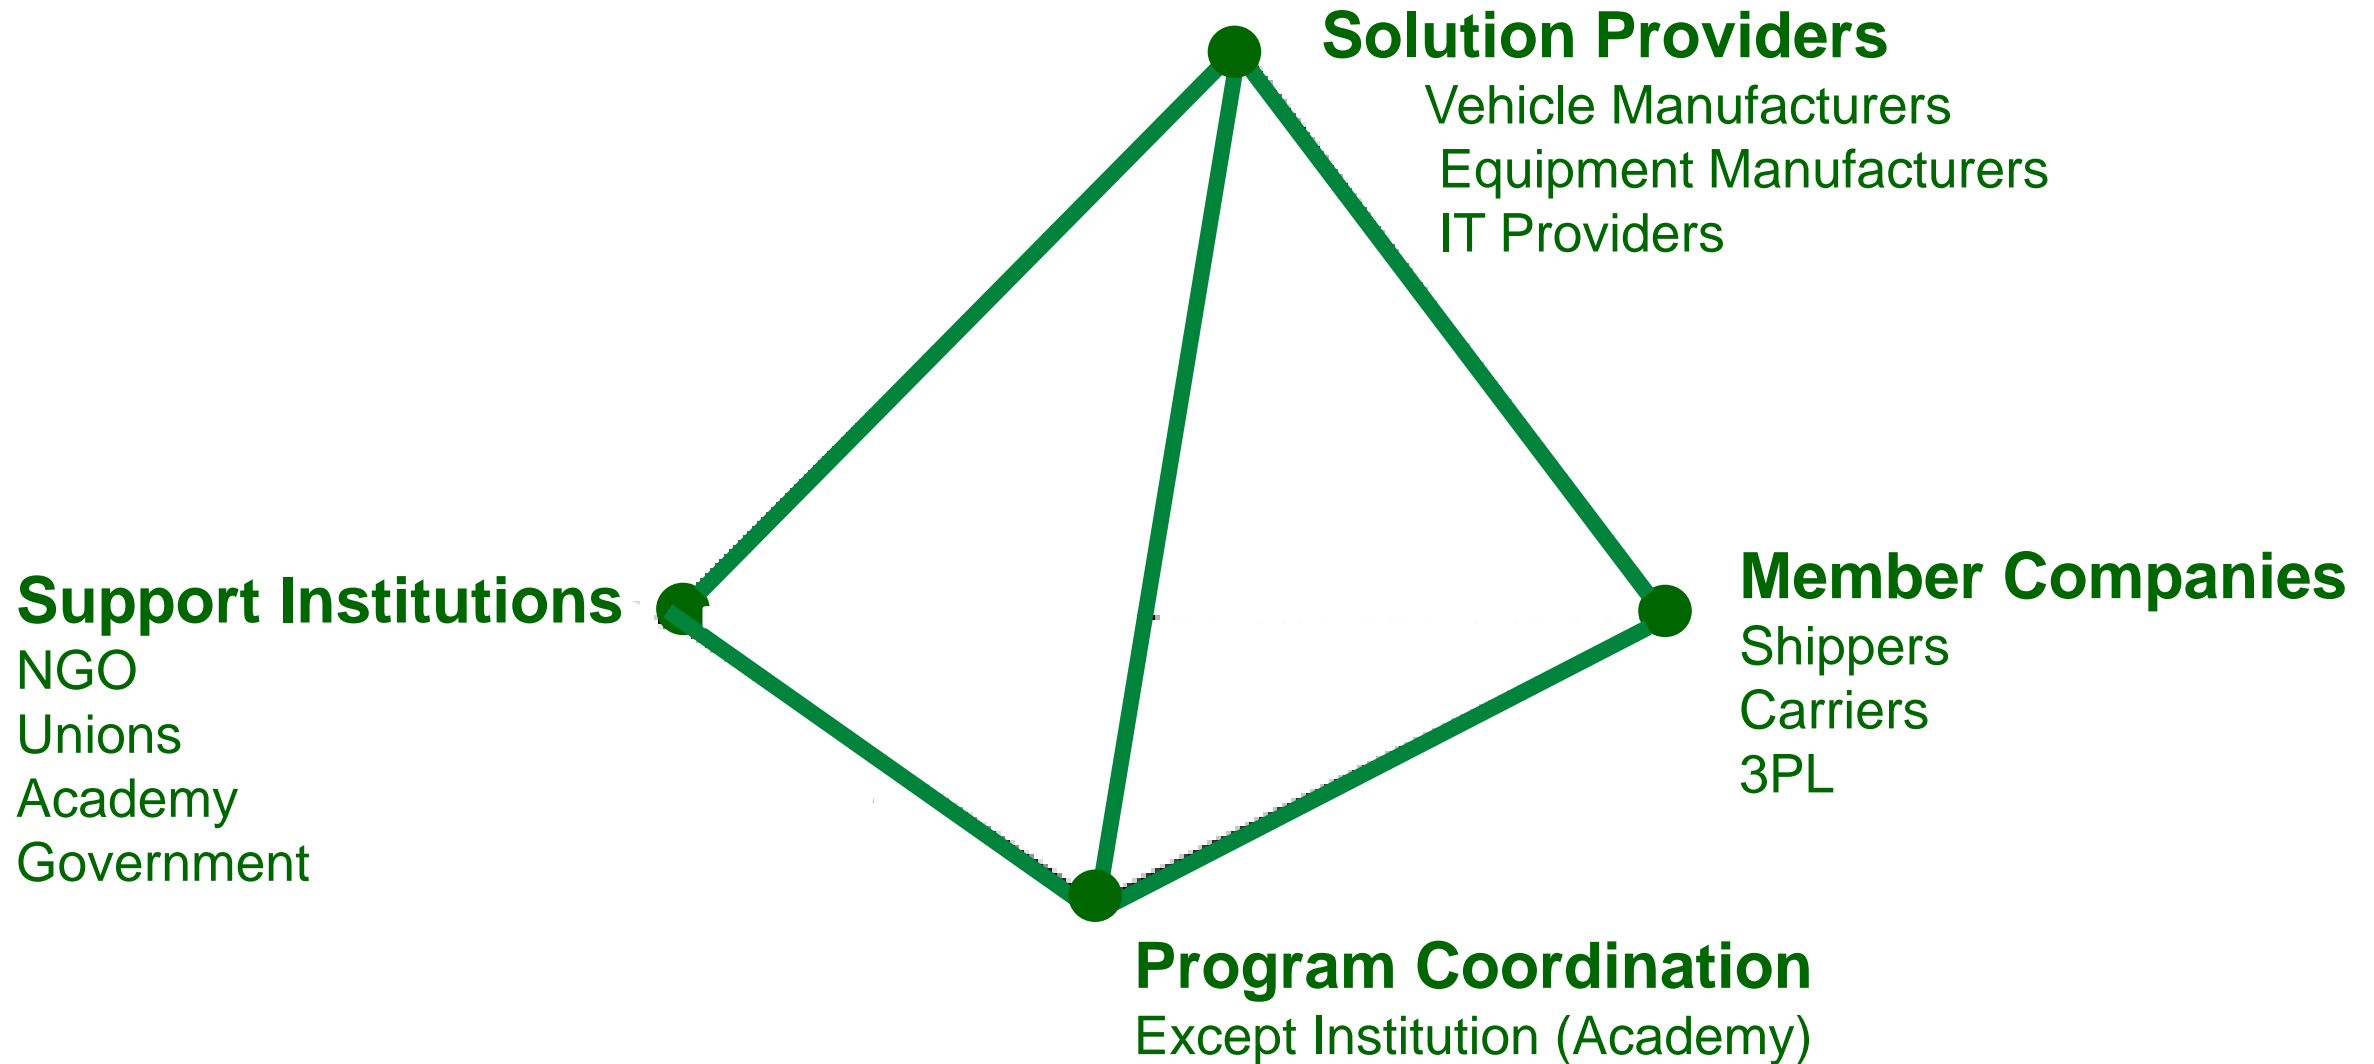 Solution Providers
Vehicle Manufacturers
Equipment Manufacturers
IT Providers
Support Institutions
NGO
Unions
Academy
Government
Member Companies
Shippers
Carriers
3PL
Program Coordination
Except Institution (Academy)